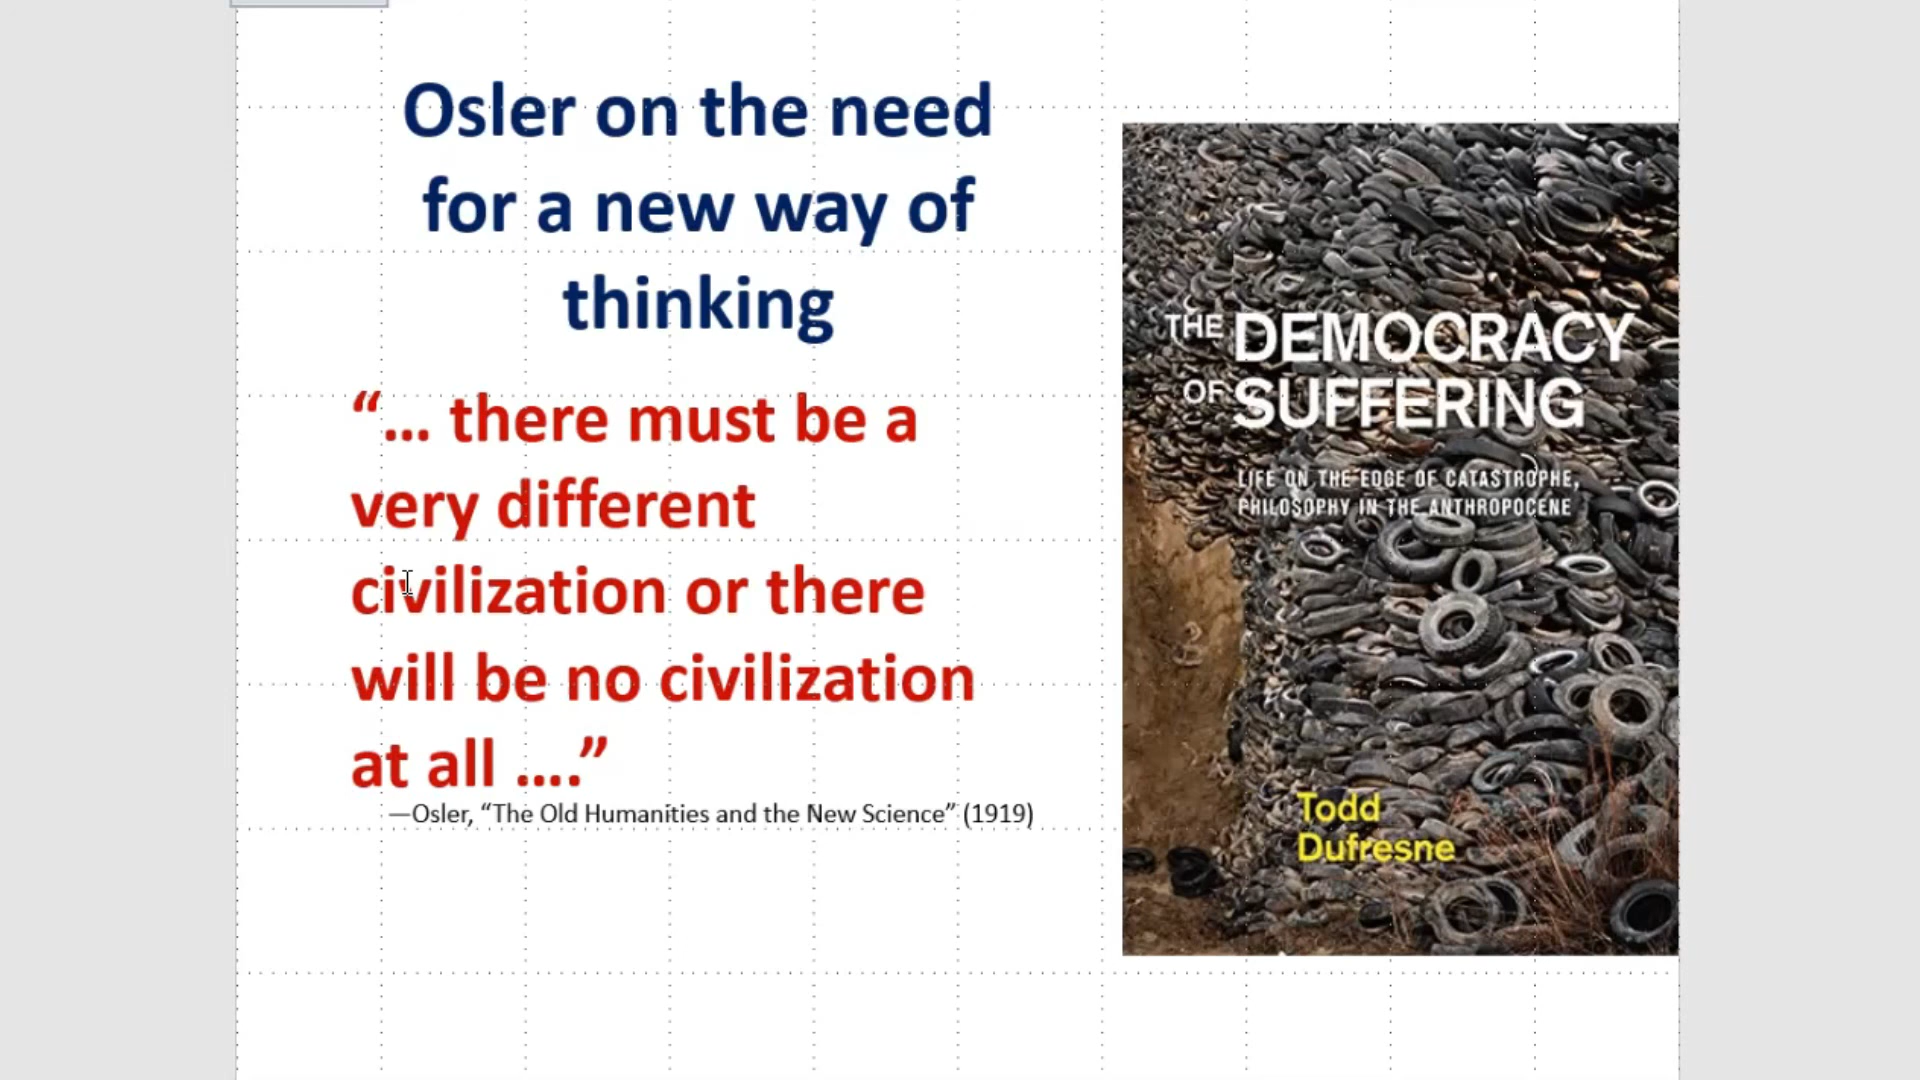 Osler on the need
for a new way of
thinking
“... there must be a
very different
civilization or there
will be no civilization
at all ....”
—Osler, “The Old Humanities and the New Science” (1919)
THE DEMOCRACY
OF SUFFERING
LIFE ON THE EDGE OF CATASTROPHE,
PHILOSOPHY IN THE ANTHROPOCENE
Todd
Dufresne